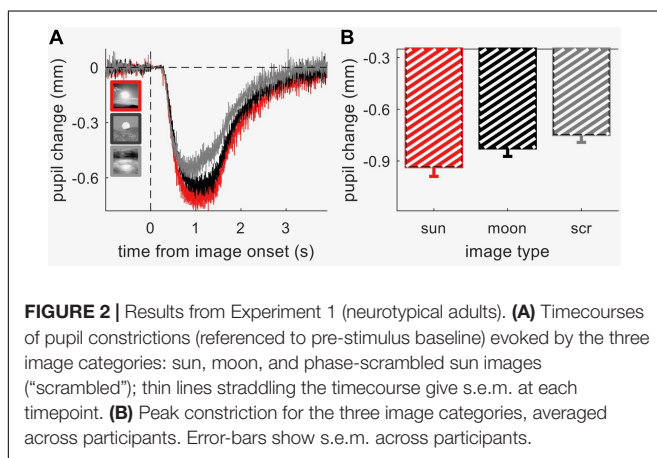 A
B
0
-0.3
-0.6
pupil change (mm)
0
1
2
3
time from image onset (s)
-0.3
-0.6
-0.9
pupil change (mm)
sun
moon
scr
image type
FIGURE 2 | Results from Experiment 1 (neurotypical adults). (A) Timecourses
of pupil constrictions (referenced to pre-stimulus baseline) evoked by the three
image categories: sun, moon, and phase-scrambled sun images
(“scrambled”); thin lines straddling the timecourse give s.e.m. at each
timepoint. (B) Peak constriction for the three image categories, averaged
across participants. Error-bars show s.e.m. across participants.